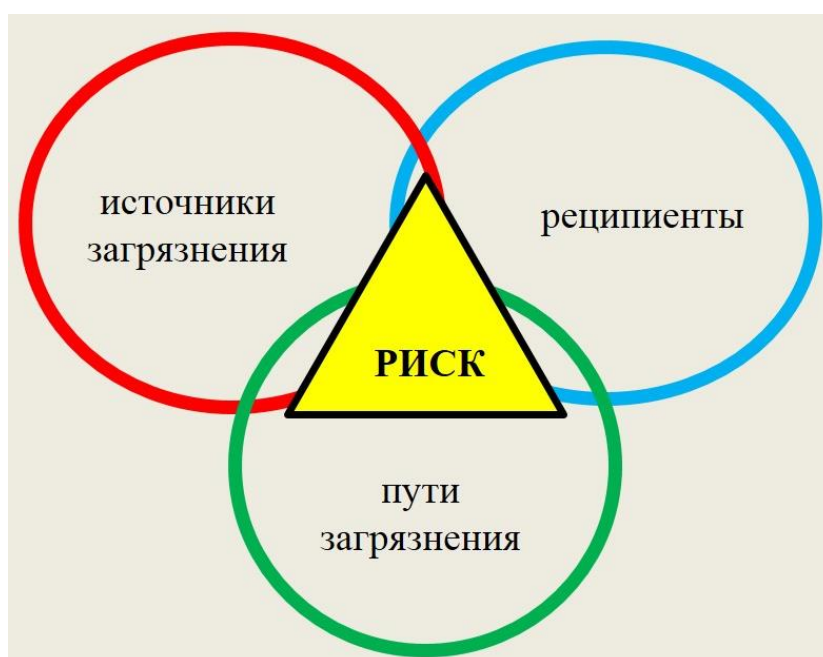 источники
загрязнения
реципиенты
РИСК
пути
загрязнения